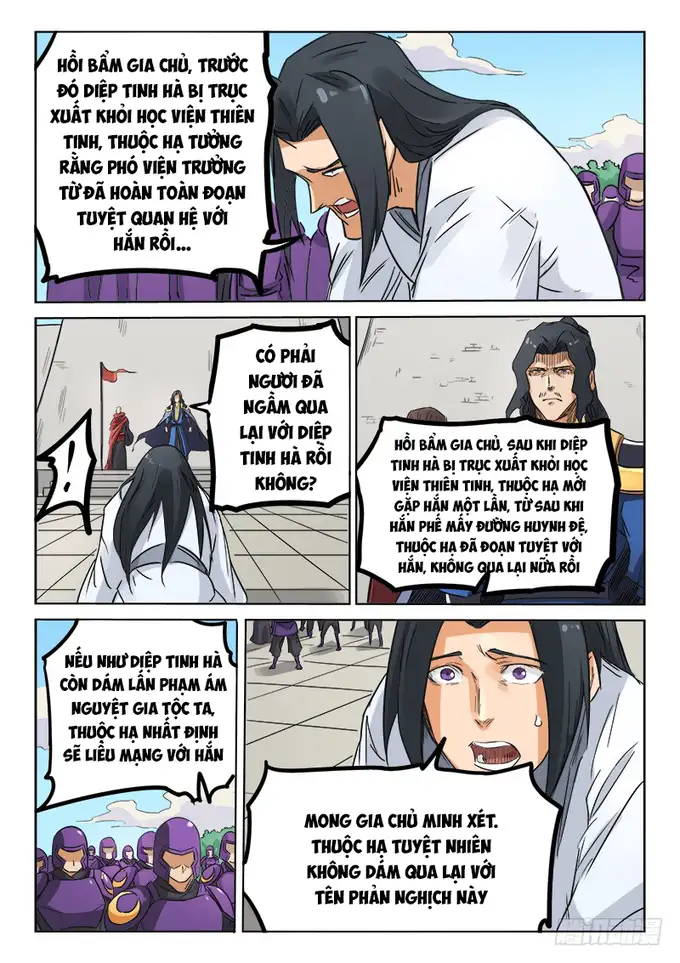 HỒI BẨM GIA CHỦ, TRƯỚC
ĐÓ DIỆP TINH HÀ BỊ TRỤC
XUẤT KHỎI HỌC VIỆN THIÊN
TINH, THUỘC HẠ TƯỞNG
RẰNG PHÓ VIỆN TRƯỞNG
TỪ ĐÃ HOÀN TOÀN ĐOẠN
TUYỆT QUAN HỆ VỚI
HẮN RỒI...
CÓ PHẢI
NGƯƠI ĐÃ
NGẦM QUA
LẠI VỚI DIỆP
TINH HÀ RỒI
KHÔNG?
!
HỒI BẨM GIA CHỦ, SAU KHI DIỆP
TINH HÀ BỊ TRỤC XUẤT KHỎI HỌC
VIỆN THIÊN TINH, THUỘC HẠ MỚI
GẶP HẮN MỘT LẦN, TỪ SAU KHI
HẮN PHẾ MẤY ĐƯỜNG HUYNH ĐỆ,
THUỘC HẠ ĐÃ ĐOẠN TUYỆT VỚI
HẮN, KHÔNG QUA LẠI NỮA RỒI
NẾU NHƯ DIỆP TINH HÀ
CÒN DÁM LẤN PHẠM ÁM
NGUYỆT GIA TỘC TA,
THUỘC HẠ NHẤT ĐỊNH
SẼ LIỀU MẠNG VỚI HẮN
MONG GIA CHỦ MINH XÉT.
THUỘC HẠ TUYỆT NHIÊN
KHÔNG DÁM QUA LẠI VỚI
TÊN PHẢN NGHỊCH NÀY